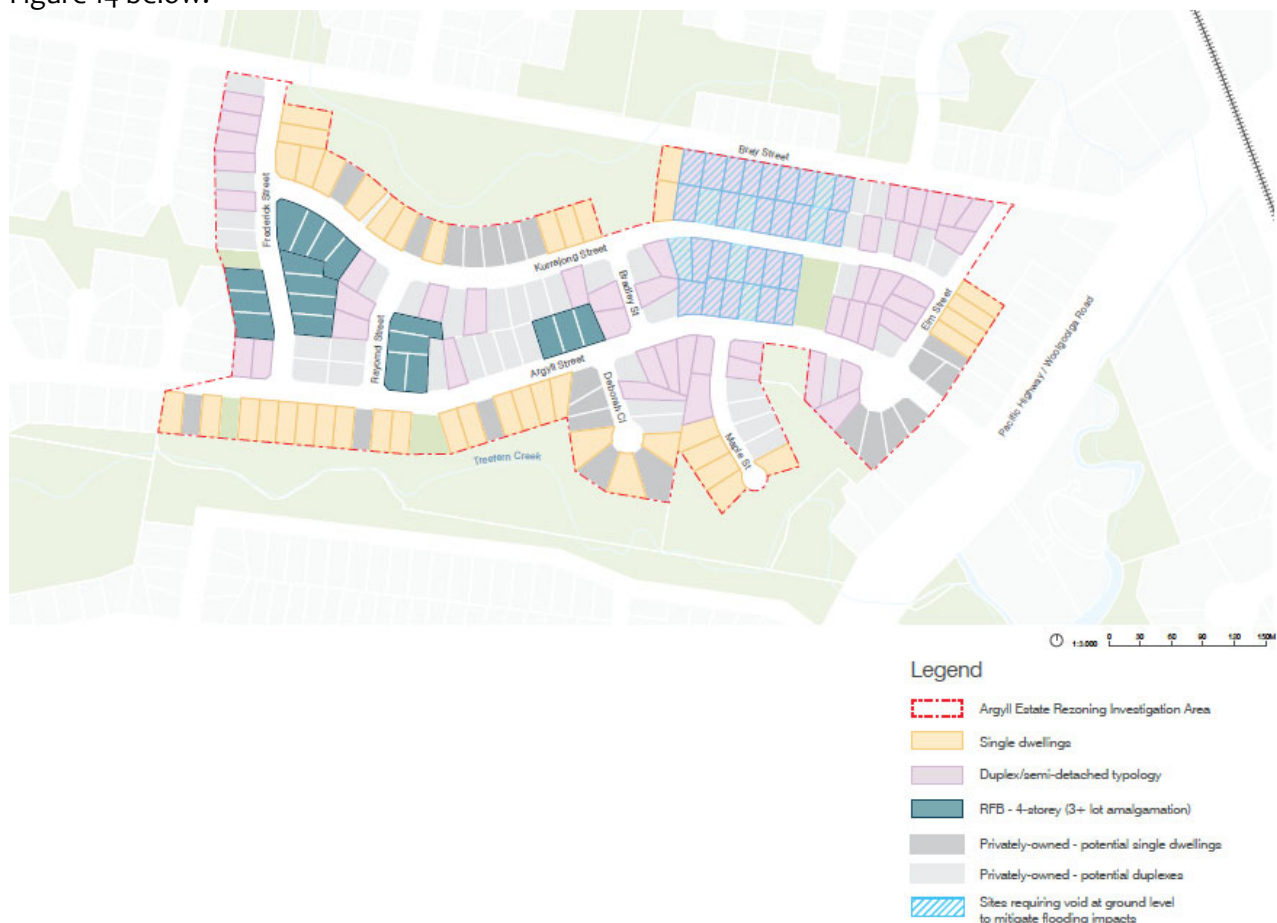 Figure 14 below.
Bray Street
Frederick Street
Kurrajong Street
Bradley St
Elm Street
Rayomd Street
Argyll Street
Deborah Cl
Maple St
Pacific Highway / Woolgoolga Road
Treefern Creek
1:3.000 0 30 60 90 120 150M
Legend
Argyll Estate Rezoning Investigation Area
Single dwellings
Duplex/semi-detached typology
RFB - 4-storey (3+ lot amalgamation)
Privately-owned - potential single dwellings
Privately-owned - potential duplexes
Sites requiring void at ground level
to mitigate flooding impacts